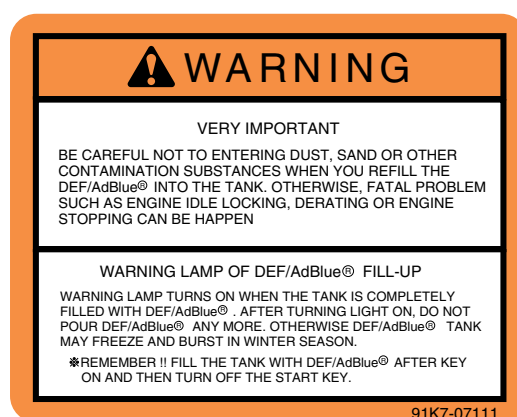 WARNING
VERY IMPORTANT
BE CAREFUL NOT TO ENTERING DUST, SAND OR OTHER
CONTAMINATION SUBSTANCES WHEN YOU REFILL THE
DEF/AdBlue® INTO THE TANK. OTHERWISE, FATAL PROBLEM
SUCH AS ENGINE IDLE LOCKING, DERATING OR ENGINE
STOPPING CAN BE HAPPEN
WARNING LAMP OF DEF/AdBlue® FILL-UP
WARNING LAMP TURNS ON WHEN THE TANK IS COMPLETELY
FILLED WITH DEF/AdBlue® . AFTER TURNING LIGHT ON, DO NOT
POUR DEF/AdBlue® ANY MORE. OTHERWISE DEF/AdBlue® TANK
MAY FREEZE AND BURST IN WINTER SEASON.
※REMEMBER !! FILL THE TANK WITH DEF/AdBlue® AFTER KEY
ON AND THEN TURN OFF THE START KEY.
91K7-07111